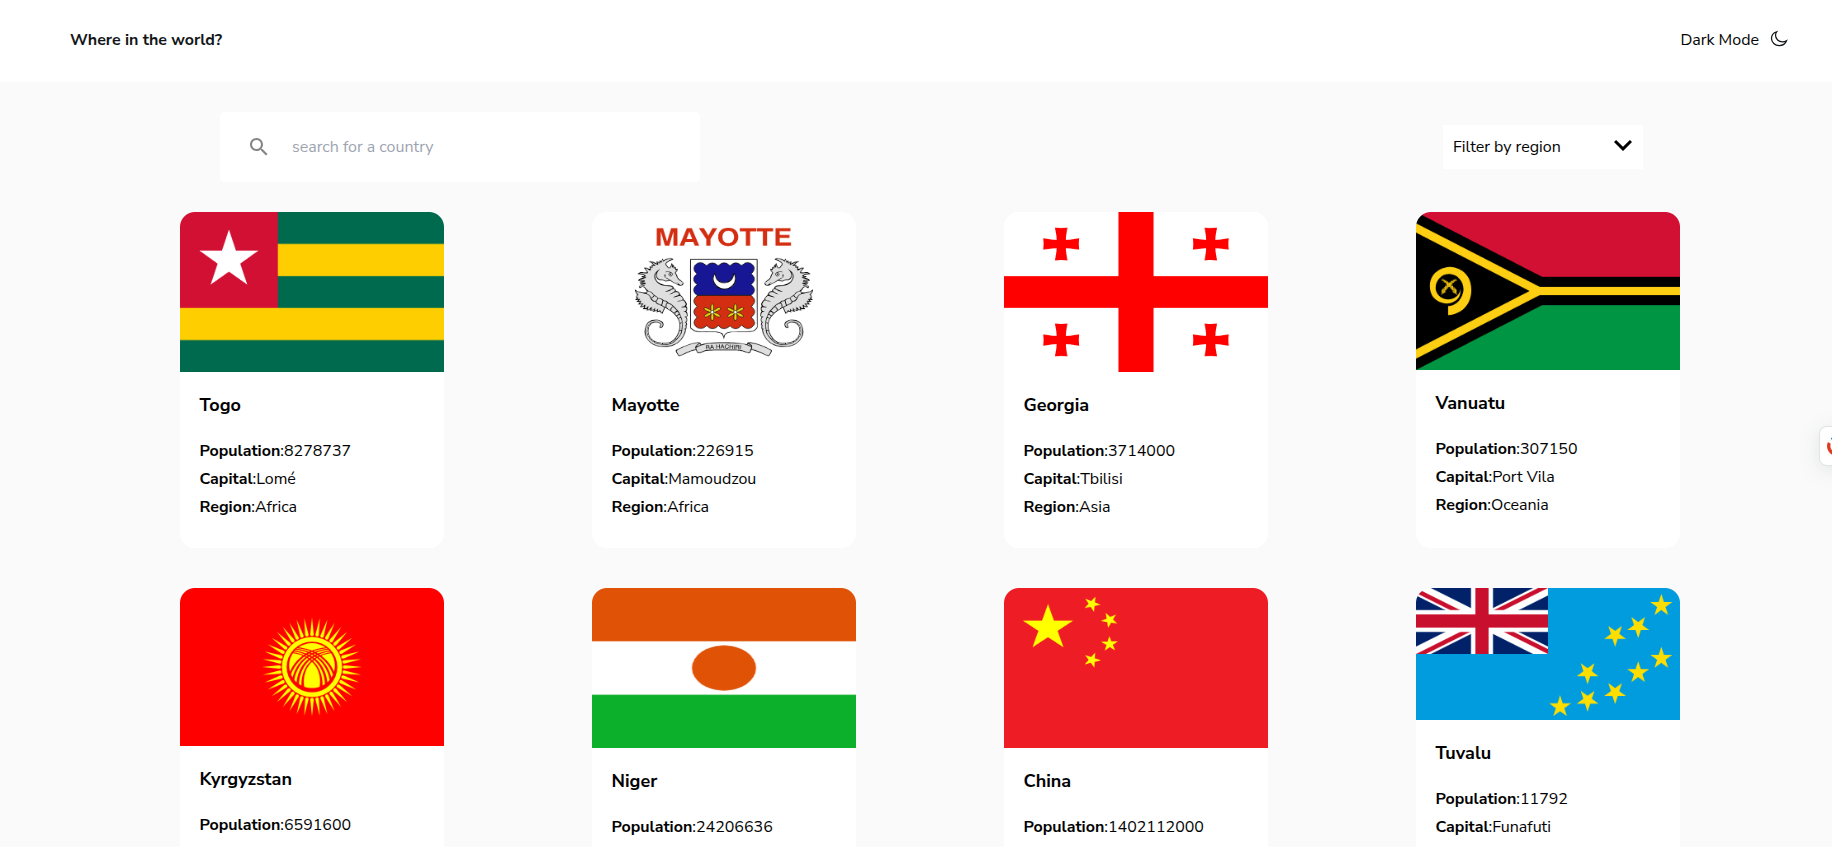 Where in the world?
Dark Mode
search for a country
Filter by region
MAYOTTE
RA HACHIRI
Togo
Population:8278737
Capital:Lomé
Region:Africa
Mayotte
Population:226915
Capital:Mamoudzou
Region:Africa
Georgia
Population:3714000
Capital:Tbilisi
Region:Asia
Vanuatu
Population:307150
Capital:Port Vila
Region:Oceania
Kyrgyzstan
Population:6591600
Niger
Population:24206636
China
Population:1402112000
Tuvalu
Population:11792
Capital:Funafuti